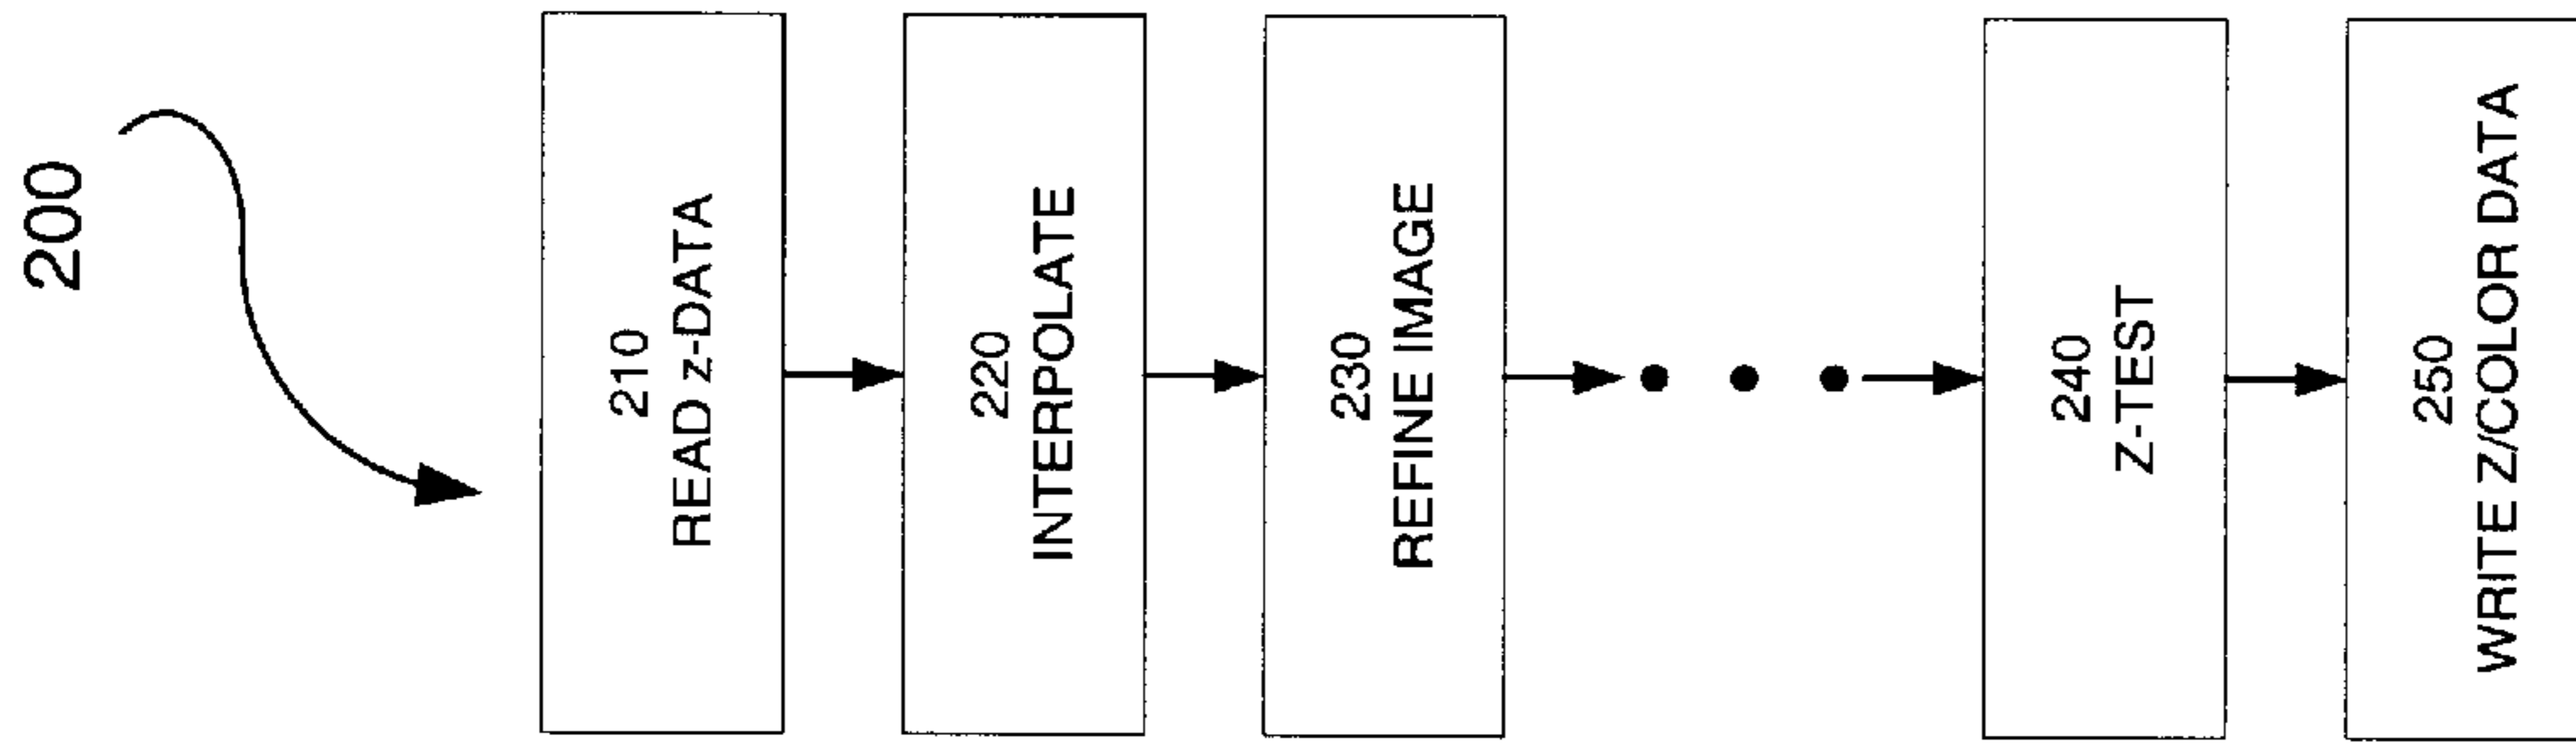 200
210
READ z-DATA
220
INTERPOLATE
230
REFINE IMAGE
240
Z-TEST
250
WRITE Z/COLOR DATA